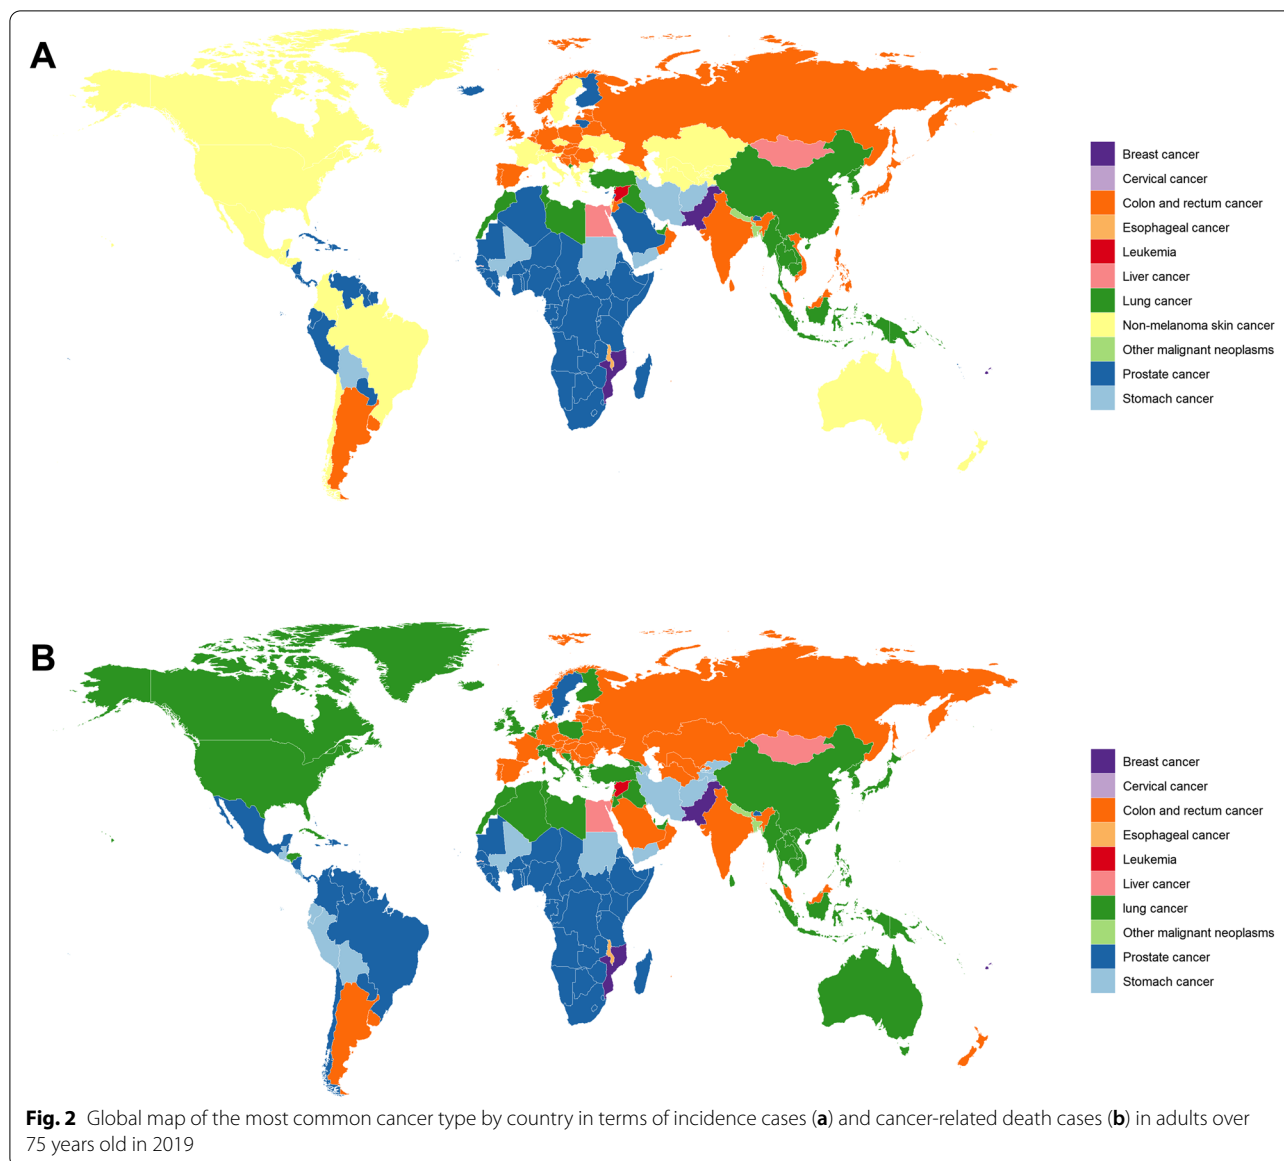 A
Breast cancer
Cervical cancer
Colon and rectum cancer
Esophageal cancer
Leukemia
Liver cancer
Lung cancer
Non-melanoma skin cancer
Other malignant neoplasms
Prostate cancer
Stomach cancer
B
Breast cancer
Cervical cancer
Colon and rectum cancer
Esophageal cancer
Leukemia
Liver cancer
lung cancer
Other malignant neoplasms
Prostate cancer
Stomach cancer
Fig. 2 Global map of the most common cancer type by country in terms of incidence cases (a) and cancer-related death cases (b) in adults over
75 years old in 2019